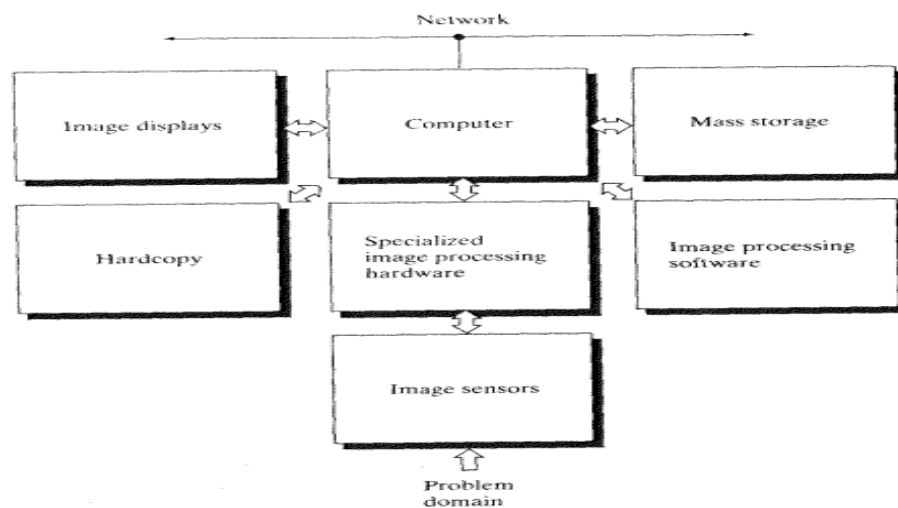 Network
Image displays
Computer
Mass storage
Hardcopy
Specialized
image processing
hardware
Image processing
software
Image sensors
Problem
domain